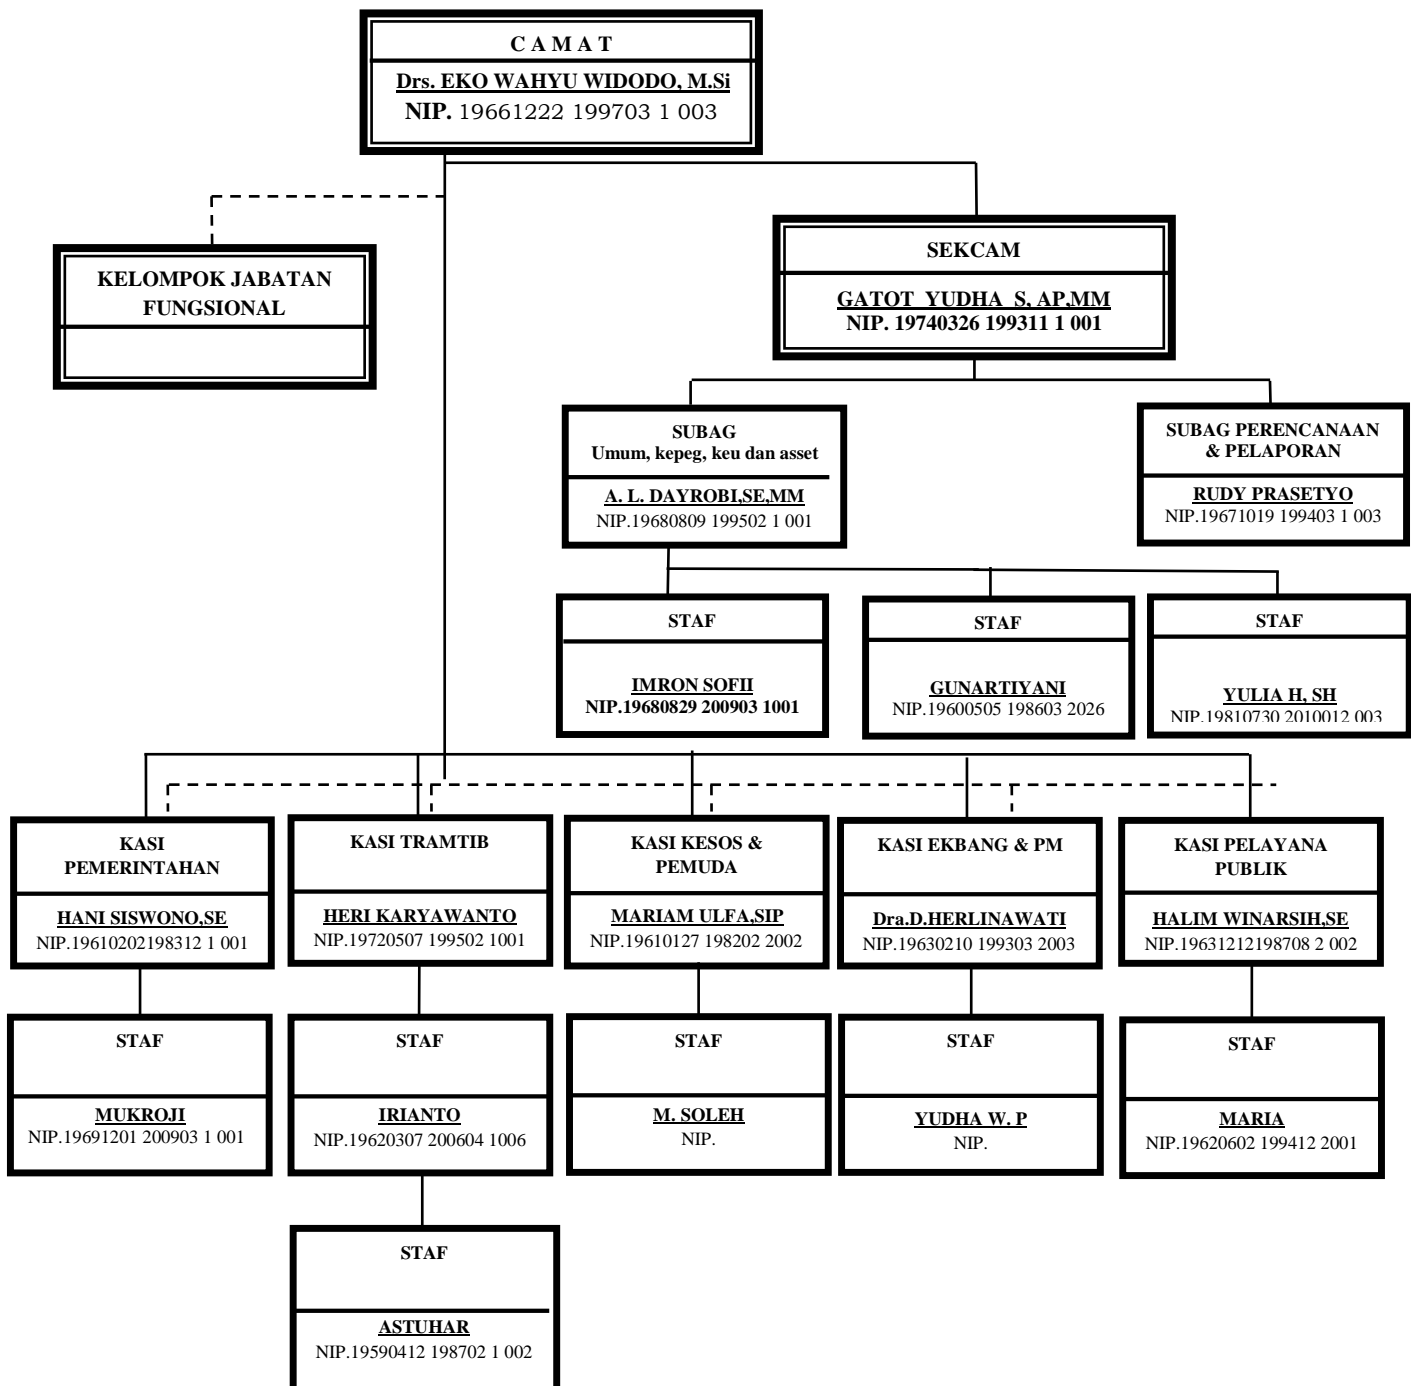 C A M A T
Drs. EKO WAHYU WIDODO, M.Si
NIP. 19661222 199703 1 003
KELOMPOK JABATAN
FUNGSIONAL
SEKCAM
GATOT YUDHA S, AP,MM
NIP. 19740326 199311 1 001
SUBAG
Umum, kepeg, keu dan asset
A. L. DAYROBI,SE,MM
NIP.19680809 199502 1 001
SUBAG PERENCANAAN
& PELAPORAN
RUDY PRASETYO
NIP.19671019 199403 1 003
STAF
IMRON SOFII
NIP.19680829 200903 1001
STAF
GUNARTIYANI
NIP.19600505 198603 2026
STAF
YULIA H, SH
NIP.19810730 2010012 003
KASI
PEMERINTAHAN
HANI SISWONO,SE
NIP.19610202198312 1 001
KASI TRAMTIB
HERI KARYAWANTO
NIP.19720507 199502 1001
KASI KESOS &
PEMUDA
MARIAM ULFA,SIP
NIP.19610127 198202 2002
KASI EKBANG & PM
Dra.D.HERLINAWATI
NIP.19630210 199303 2003
KASI PELAYANA
PUBLIK
HALIM WINARSIH,SE
NIP.19631212198708 2 002
STAF
MUKROJI
NIP.19691201 200903 1 001
STAF
IRIANTO
NIP.19620307 200604 1006
STAF
M. SOLEH
NIP.
STAF
YUDHA W. P
NIP.
STAF
MARIA
NIP.19620602 199412 2001
STAF
ASTUHAR
NIP.19590412 198702 1 002